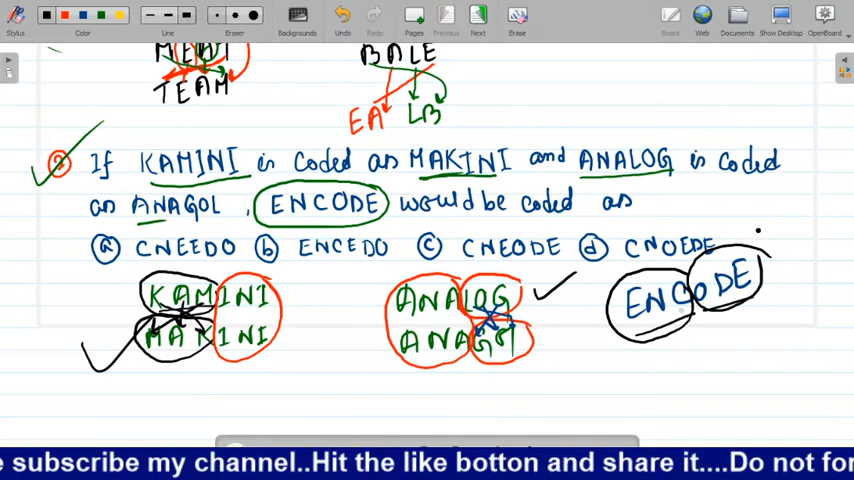 Stylus Color Line Eraser Backgrounds Undo Redo Pages Previous Next Erase Documents Show Desktop OpenBoard
BALE
TEAM
EA LB
② If KAMINI is coded as MAKINI and ANALOG is coded
as ANAGOL, ENCODE would be coded as
ⓐ CNEEDO ⓑ ENCEDO ⓒ CNEODE ⓓ CNOEDE
KAMINI ANALOG ENCODE
MAKINI
e subscribe my channel..Hit the like botton and share it....Do not for